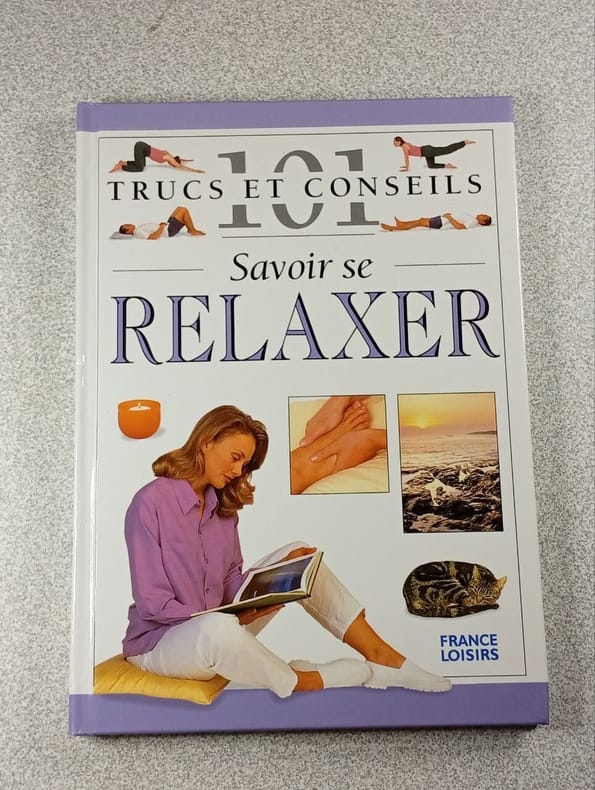 101
TRUCS ET CONSEILS
Savoir se
RELAXER
FRANCE
LOISIRS